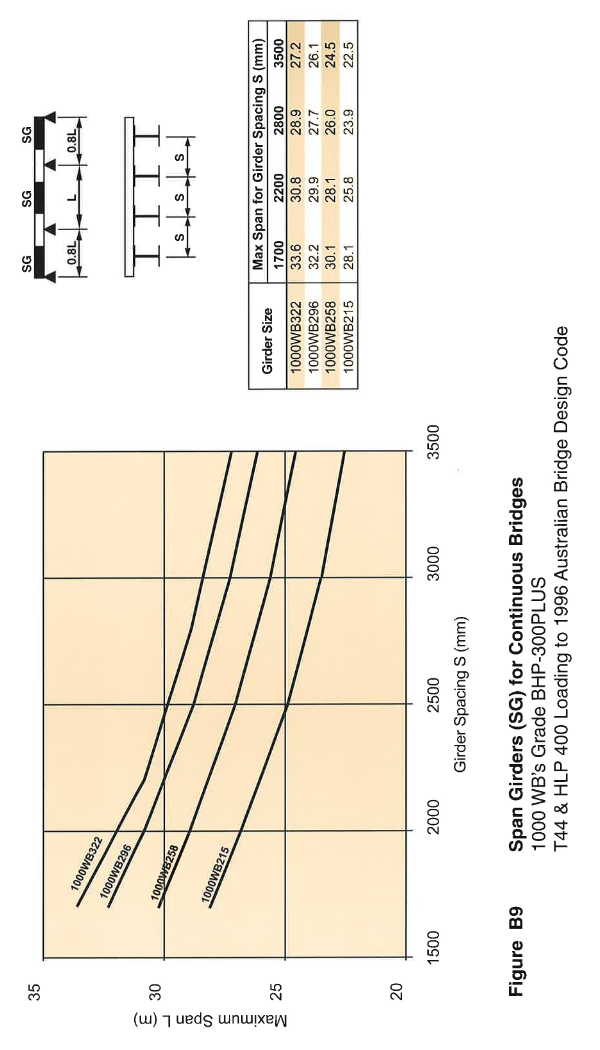 35
30
25
20
Maximum Span L (m)
1500
2000
2500
3000
3500
Girder Spacing S (mm)
1000WB322
1000WB296
1000WB258
1000WB215
SG SG SG
0.8L L 0.8L
S S S
Girder Size Max Span for Girder Spacing S (mm)
1700 2200 2800 3500
1000WB322 33.6 30.8 28.9 27.2
1000WB296 32.2 29.9 27.7 26.1
1000WB258 30.1 28.1 26.0 24.5
1000WB215 28.1 25.8 23.9 22.5
Figure B9 Span Girders (SG) for Continuous Bridges
1000 WB's Grade BHP-300PLUS
T44 & HLP 400 Loading to 1996 Australian Bridge Design Code